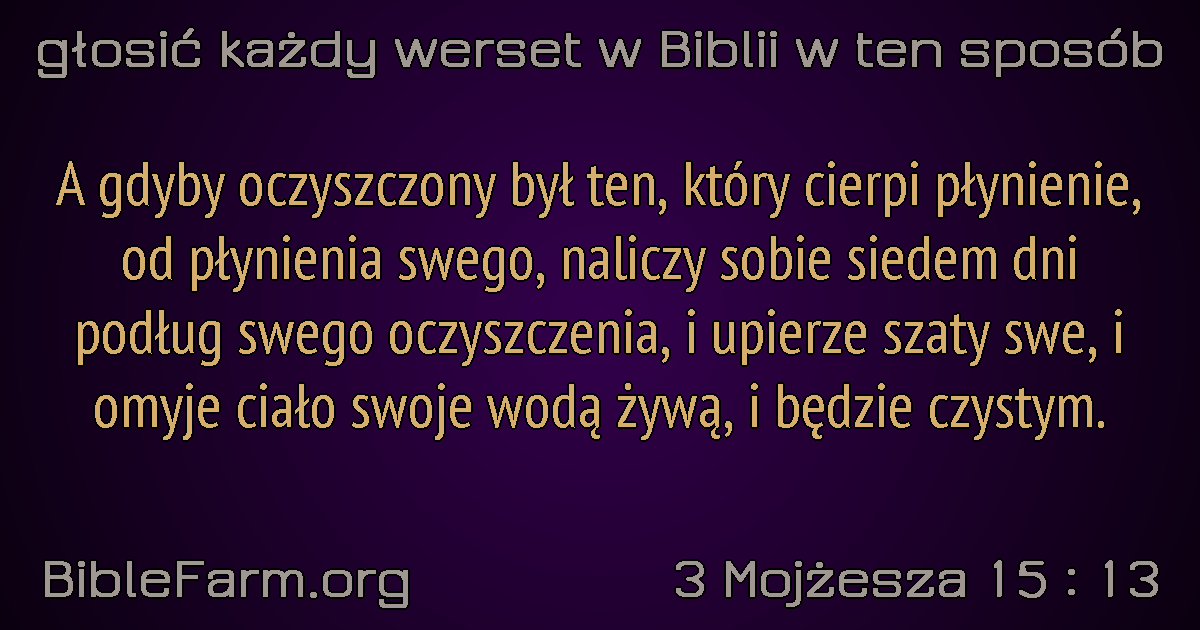 głosić każdy werset w Biblii w ten sposób
A gdyby oczyszczony był ten, który cierpi płynienie,
od płynienia swego, naliczy sobie siedem dni
podług swego oczyszczenia, i upierze szaty swe, i
omyje ciało swoje wodą żywą, i będzie czystym.
BibleFarm.org
3 Mojżesza 15 : 13